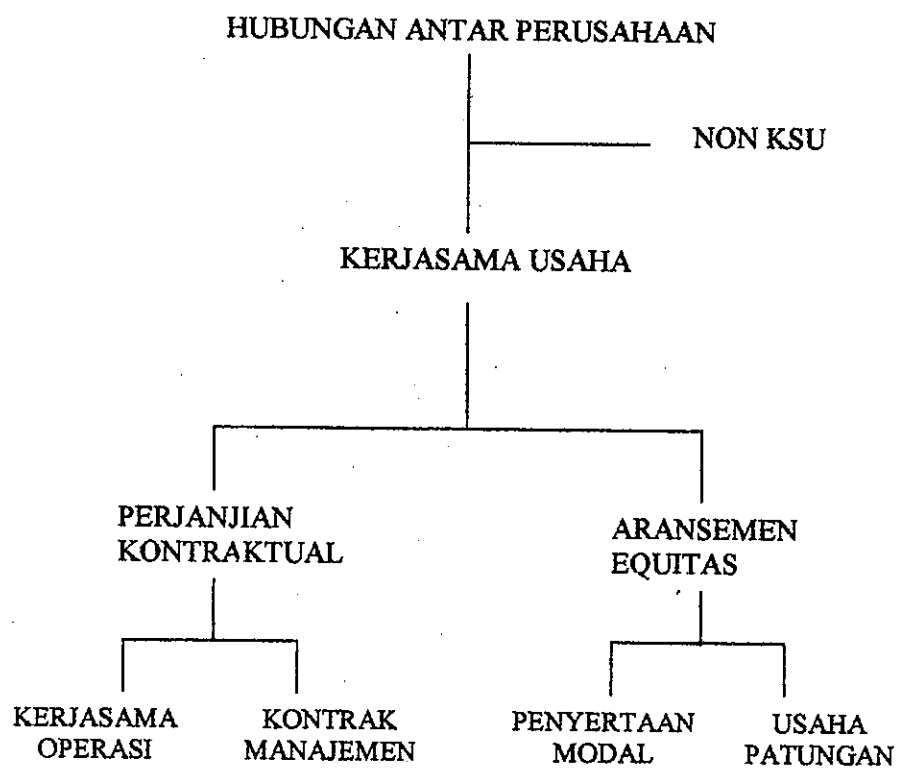 HUBUNGAN ANTAR PERUSAHAAN
NON KSU
KERJASAMA USAHA
PERJANJIAN
KONTRAKTUAL
ARANSEMEN
EQUITAS
KERJASAMA
OPERASI
KONTRAK
MANAJEMEN
PENYERTAAN
MODAL
USAHA
PATUNGAN